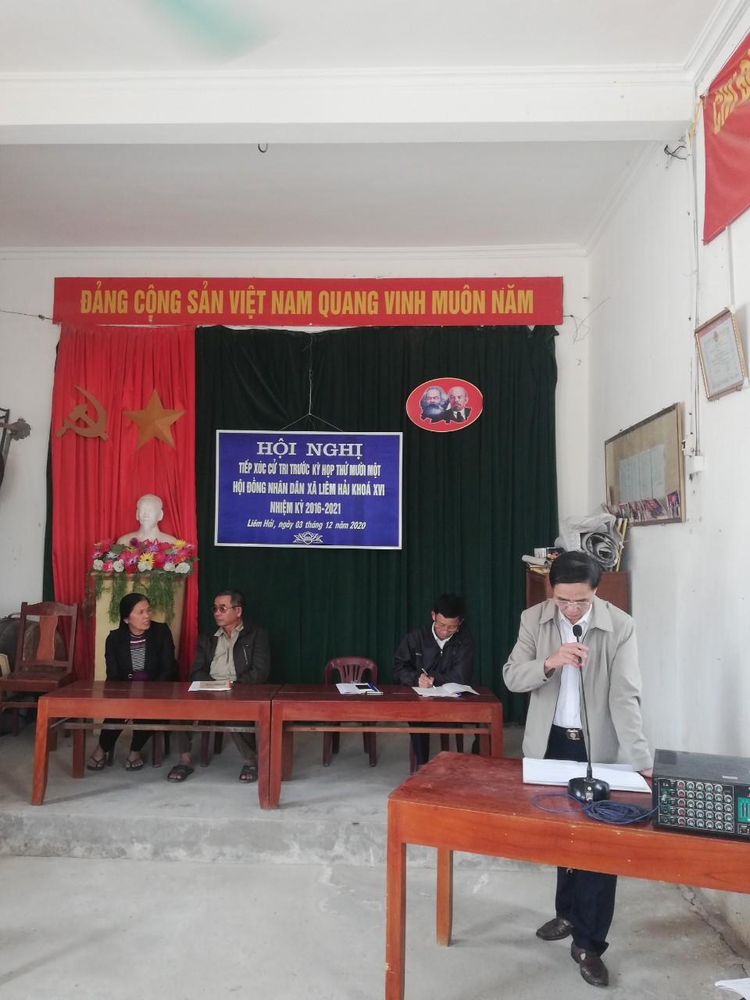 ĐẢNG CỘNG SẢN VIỆT NAM QUANG VINH MUÔN NĂM
HỘI NGHỊ
TIẾP XÚC CỬ TRI TRƯỚC KỲ HỌP THỨ MƯỜI MỘT
HỘI ĐỒNG NHÂN DÂN XÃ LIÊM HẢI KHOÁ XVI
NHIỆM KỲ 2016-2021
Liêm Hải, ngày 03 tháng 12 năm 2020
CHI